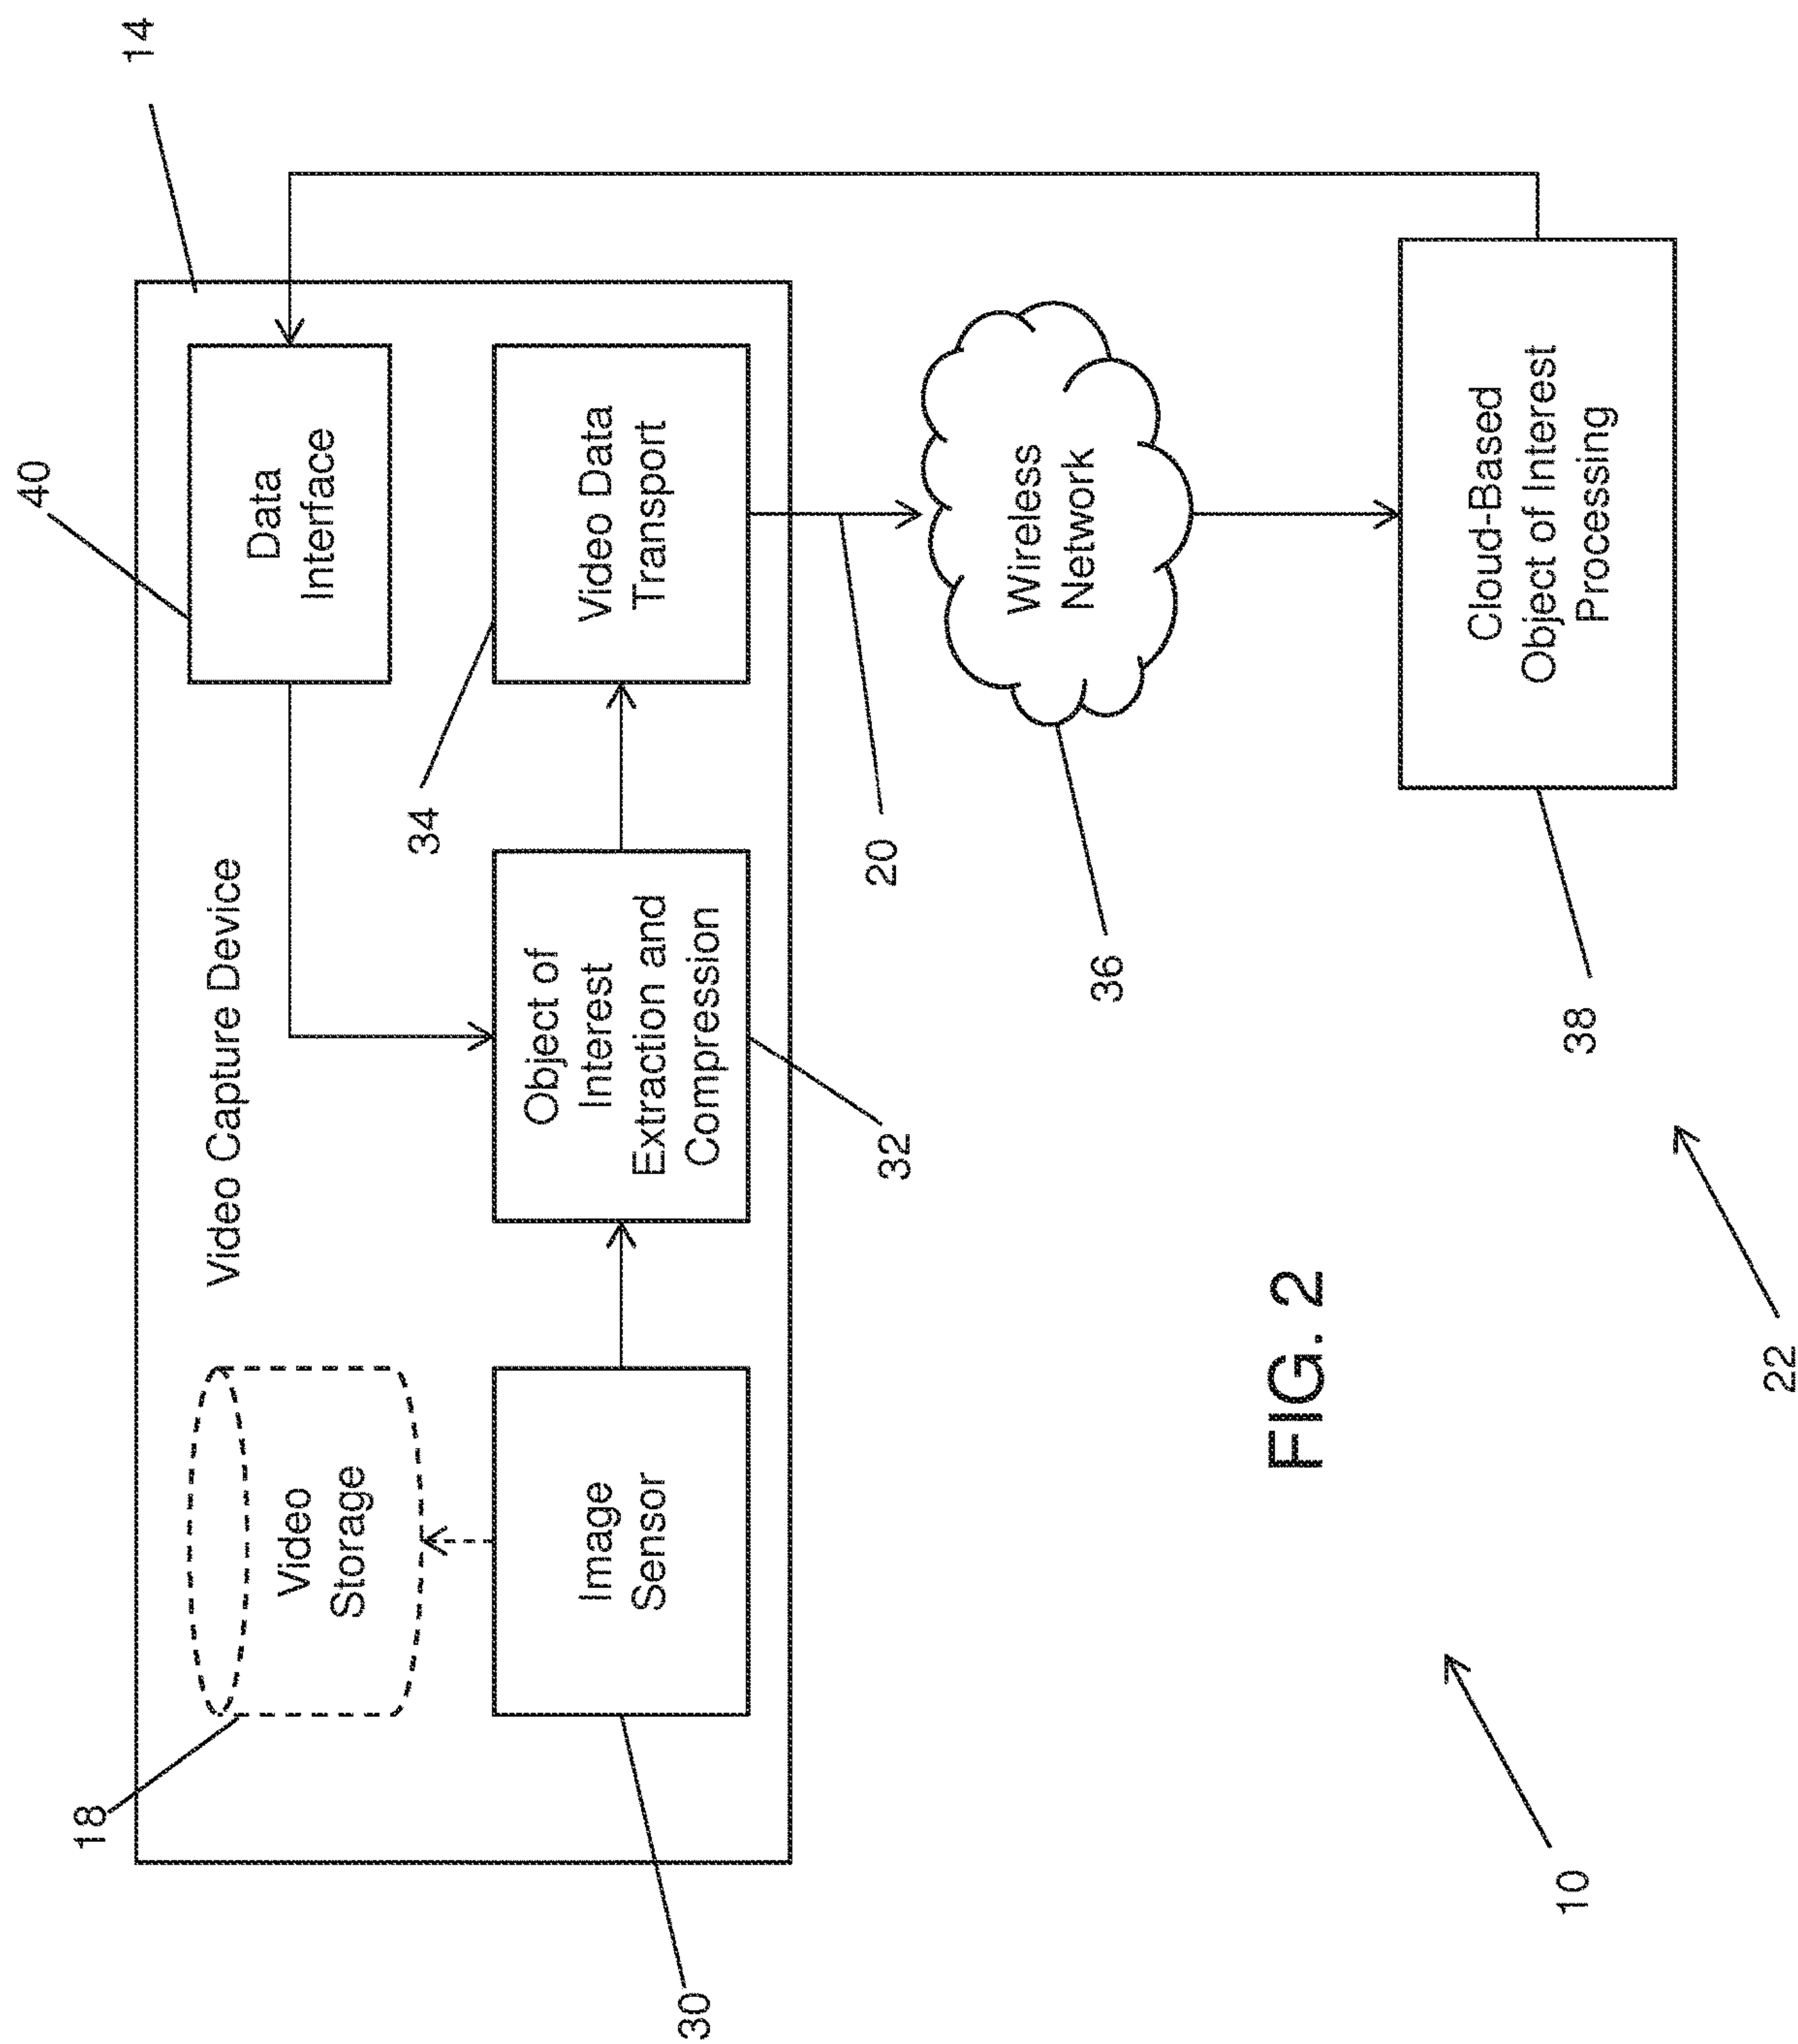 14
40
18
Video Capture Device
Video
Storage
Data
Interface
34
Image
Sensor
Object of
Interest
Extraction and
Compression
Video Data
Transport
30
32
20
36
Wireless
Network
FIG. 2
10
22
38
Cloud-Based
Object of Interest
Processing